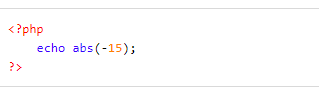 <?php
    echo abs(-15);
?>